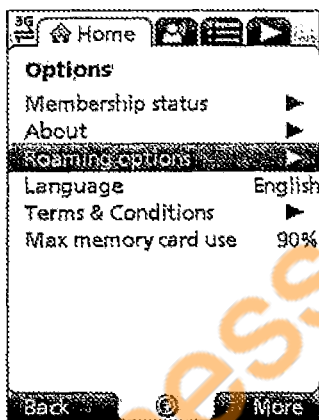 3G
Home
Options
Membership status
About
Roaming options
Language English
Terms & Conditions
Max memory card use 90%
Back More
ess